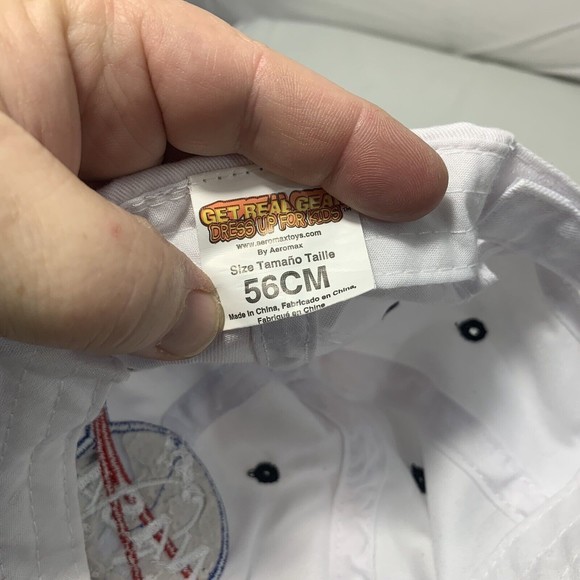 GET REAL GEAR
DRESS UP FOR KIDS
www.aeromaxtoys.com
By Aeromax
Size Tamaño Taille
56CM
Made in China, Fabricado en China,
Fabriqué en China